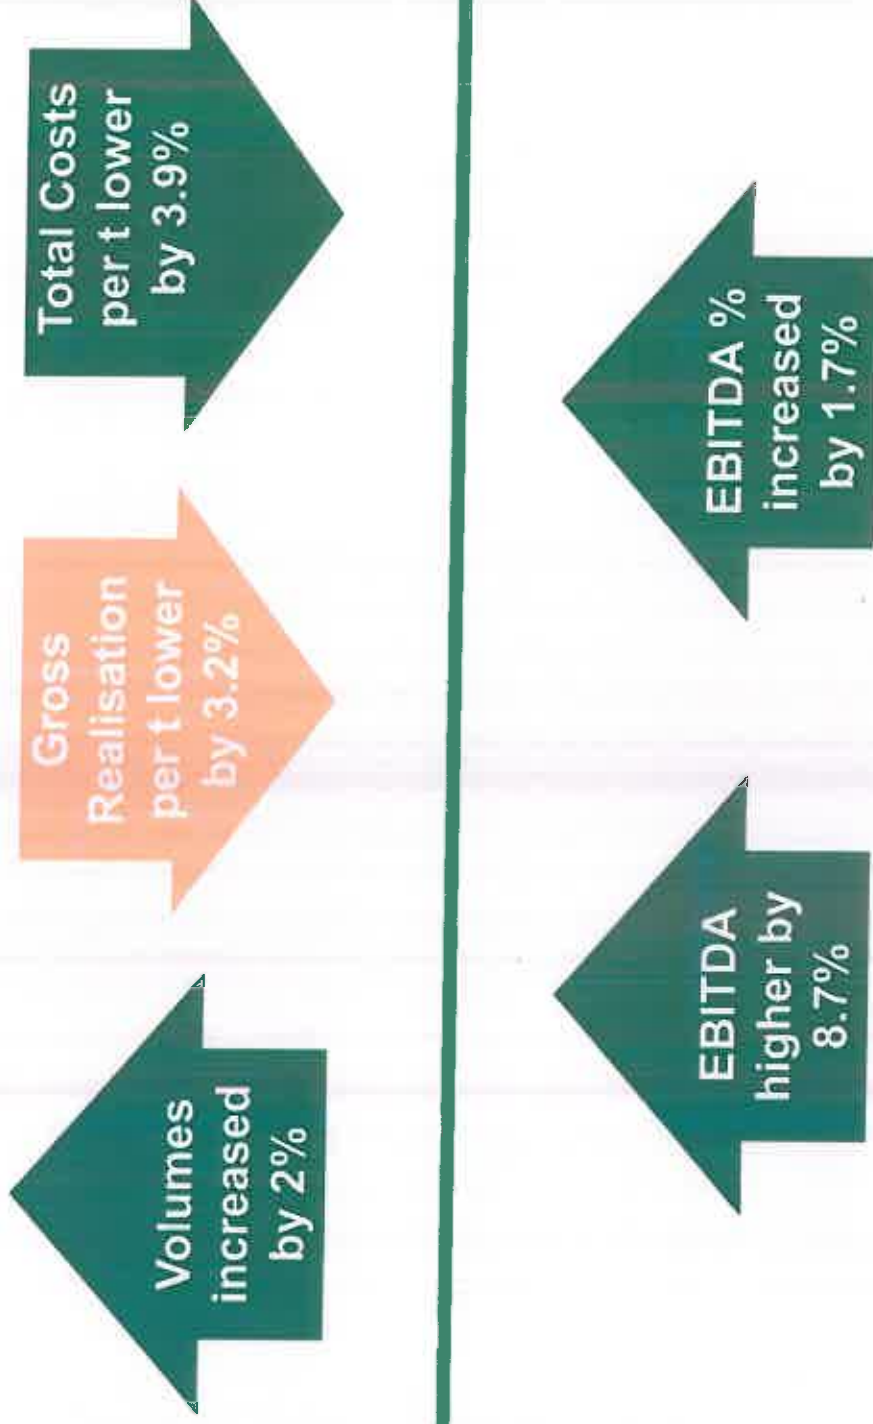 Volumes
increased
by 2%
Gross
Realisation
per t lower
by 3.2%
Total Costs
per t lower
by 3.9%
EBITDA
higher by
8.7%
EBITDA %
increased
by 1.7%